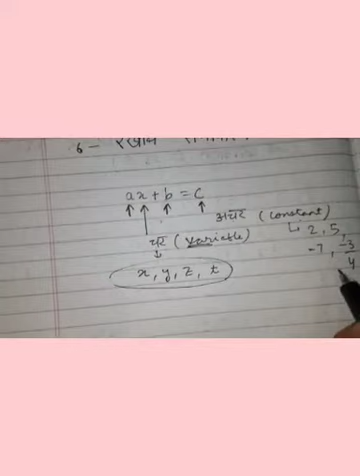 6 -
ax + b = c
अचर (constant)
चर (variable)
2, 5,
-7, -3/4
x, y, z, t